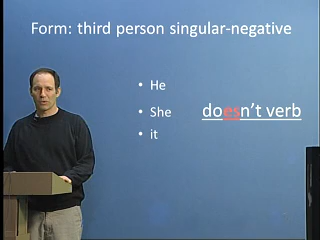 Form: third person singular-negative
• He
• She doesn't verb
• it